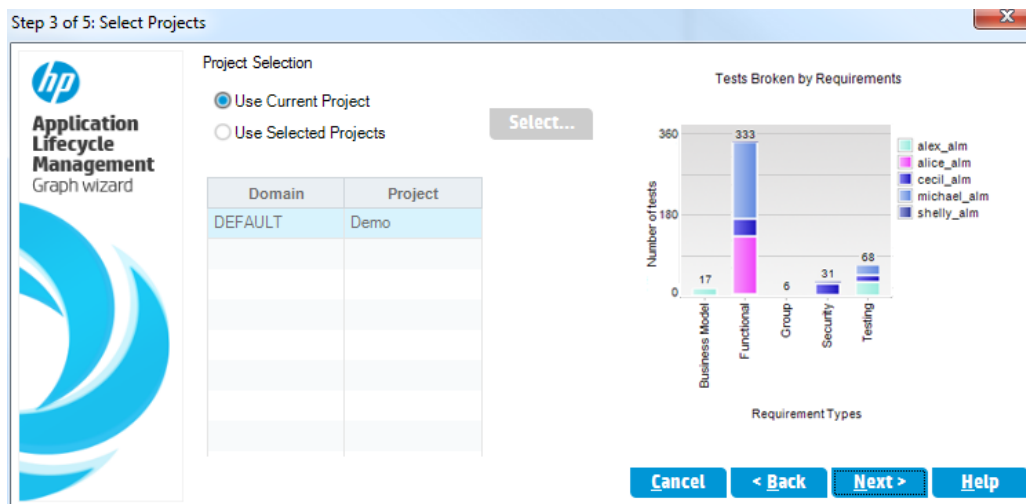 Step 3 of 5: Select Projects
X
hp
Application
Lifecycle
Management
Graph wizard
Project Selection
Use Current Project
Use Selected Projects
Select...
Domain Project
DEFAULT Demo
Tests Broken by Requirements
Number of tests
360
180
0
17
333
6
31
68
Business Model
Functional
Group
Security
Testing
Requirement Types
alex_alm
alice_alm
cecil_alm
michael_alm
shelly_alm
Cancel
< Back
Next >
Help